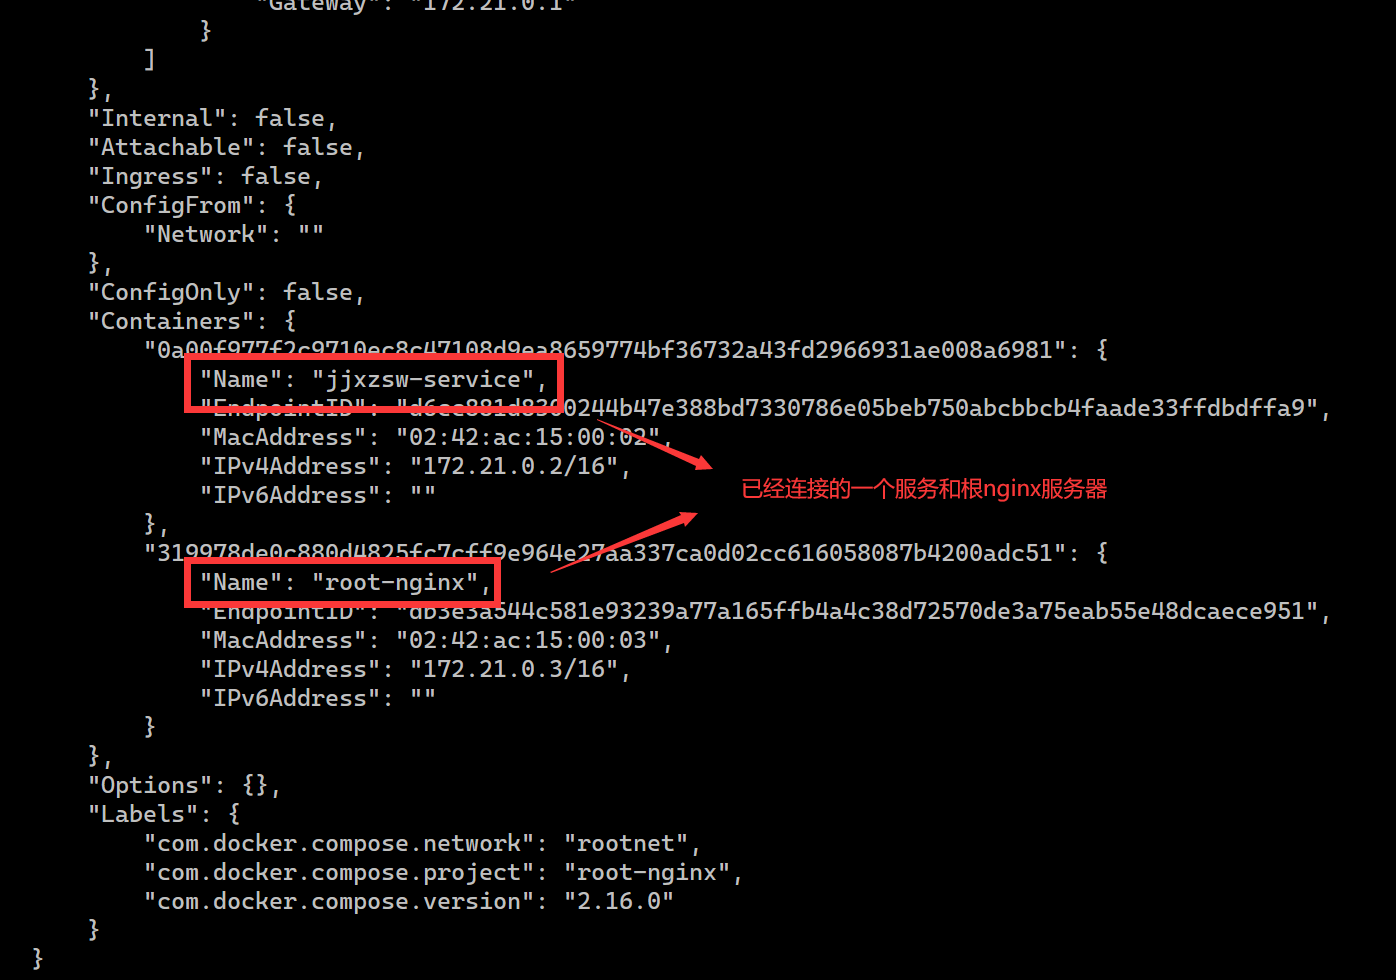 "Gateway": "172.21.0.1"
}
]
},
"Internal": false,
"Attachable": false,
"Ingress": false,
"ConfigFrom": {
"Network": ""
},
"ConfigOnly": false,
"Containers": {
"0a00f977f2c9710ec8c47108d9ea8659774bf36732a43fd2966931ae008a6981": {
"Name": "jjxzsw-service",
"EndpointID": "d6cc881d8300244b47e388bd7330786e05beb750abcbbcb4faade33ffdbdffa9",
"MacAddress": "02:42:ac:15:00:02",
"IPv4Address": "172.21.0.2/16",
"IPv6Address": ""
已经连接的一个服务和根nginx服务器
},
"319978de0c880d4825fc7cff9e964e27aa337ca0d02cc616058087b4200adc51": {
"Name": "root-nginx",
"EndpointID": "db3e3a544c581e93239a77a165ffb4a4c38d72570de3a75eab55e48dcaece951",
"MacAddress": "02:42:ac:15:00:03",
"IPv4Address": "172.21.0.3/16",
"IPv6Address": ""
}
},
"Options": {},
"Labels": {
"com.docker.compose.network": "rootnet",
"com.docker.compose.project": "root-nginx",
"com.docker.compose.version": "2.16.0"
}
}